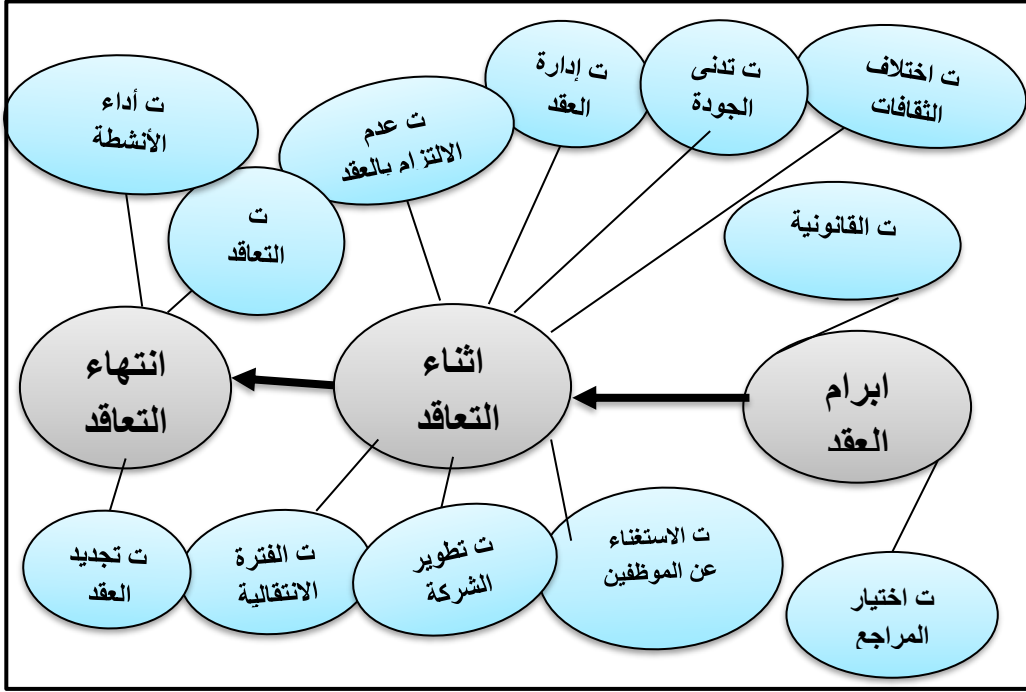 ت اختلاف
الثقافات
ت تدنى
الجودة
ت إدارة
العقد
ت عدم
الالتزام بالعقد
ت أداء
الأنشطة
ت
التعاقد
ت القانونية
ابرام
العقد
اثناء
التعاقد
انتهاء
التعاقد
ت اختيار
المراجع
ت الاستغناء
عن الموظفين
ت تطوير
الشركة
ت الفترة
الانتقالية
ت تجديد
العقد